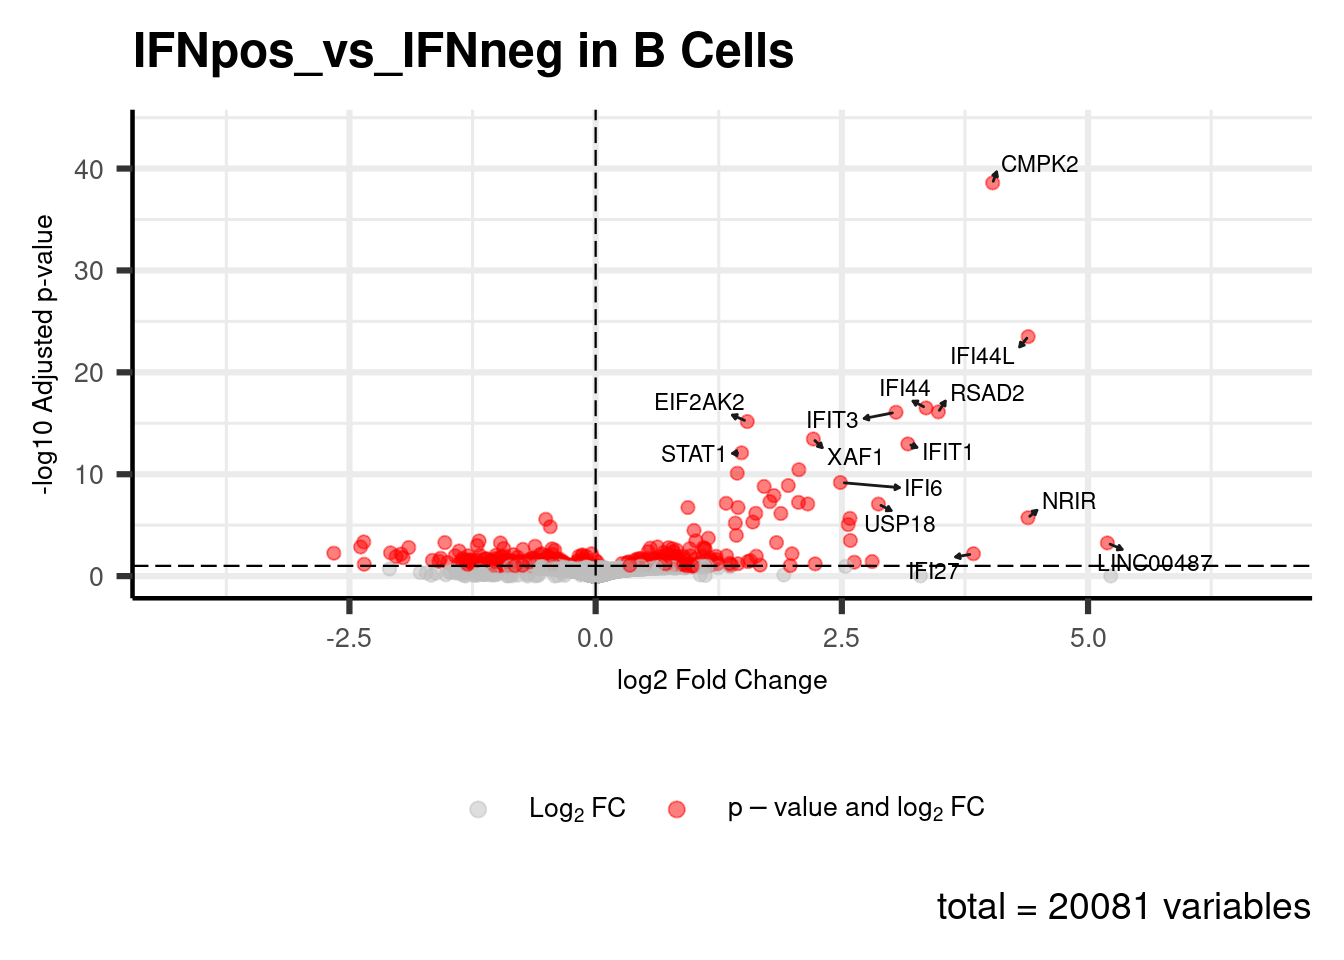 IFNpos_vs_IFNneg in B Cells
-log10 Adjusted p-value
40
30
20
10
0
CMPK2
IFI44L
IFI44
RSAD2
EIF2AK2
IFIT3
STAT1
XAF1
IFIT1
IFI6
NRIR
USP18
LINC00487
IFI27
-2.5
0.0
2.5
5.0
log2 Fold Change
Log₂ FC
p − value and log₂ FC
total = 20081 variables